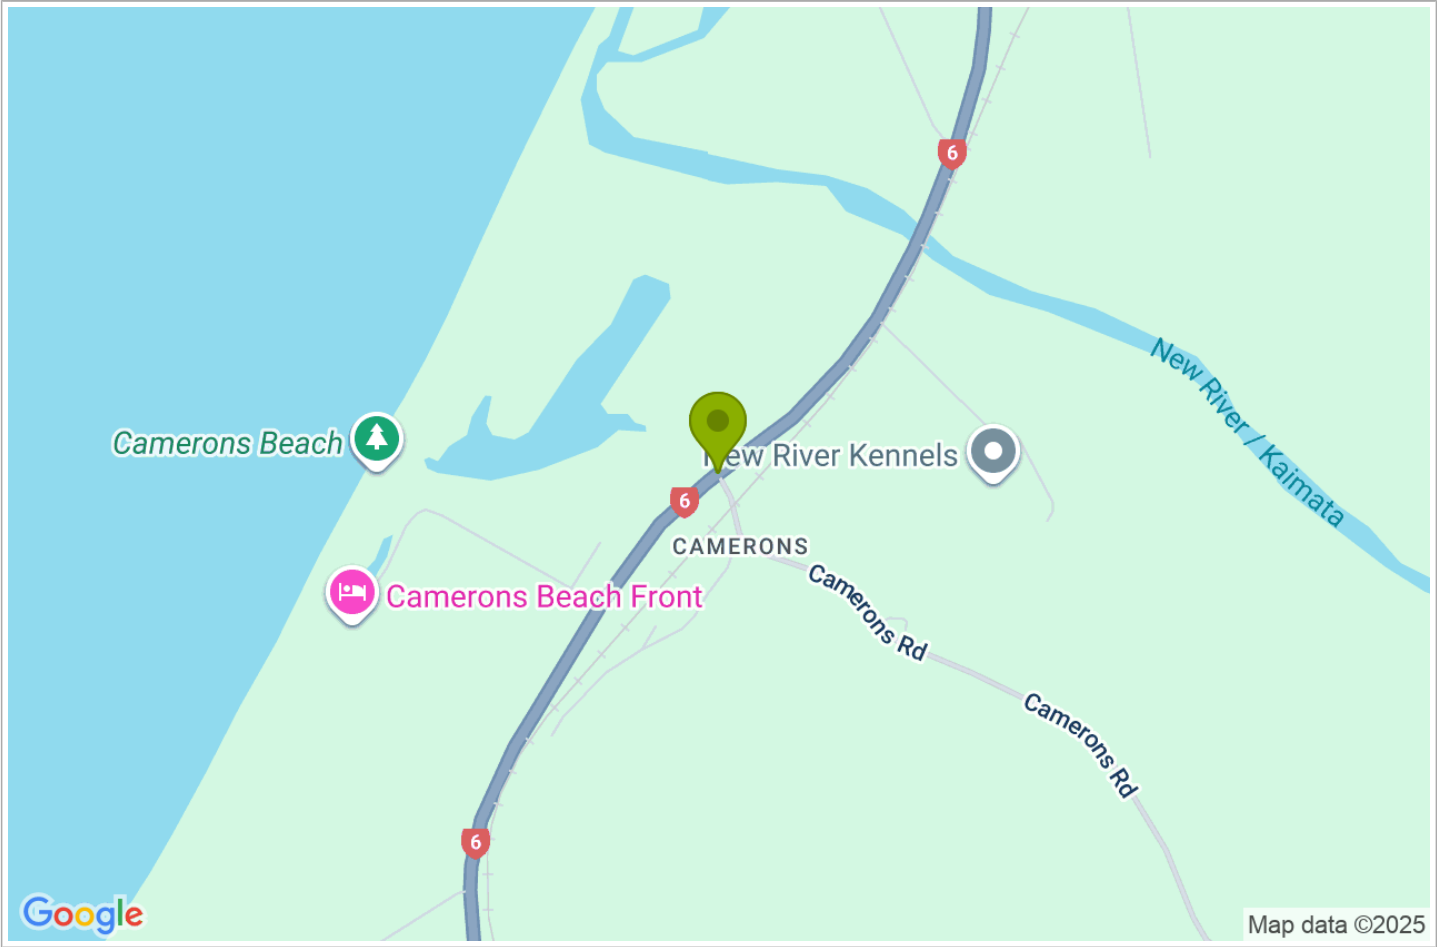 6
Camerons Beach
New River Kennels
New River / Kaimata
6
CAMERONS
Camerons Beach Front
Camerons Rd
Camerons Rd
6
Google
Map data ©2025